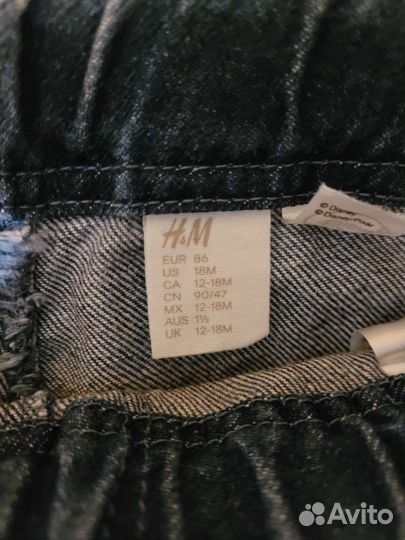 H&M
EUR 86
US 18M
CA 12-18M
CN 90/47
MX 12-18M
AUS 1½
UK 12-18M
© Disney
© Disney/Pixar
Avito